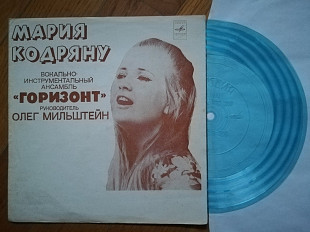 МАРИЯ
КОДРЯНУ
ВОКАЛЬНО
ИНСТРУМЕНТАЛЬНЫЙ
АНСАМБЛЬ
«ГОРИЗОНТ»
РУКОВОДИТЕЛЬ
ОЛЕГ МИЛЬШТЕЙН